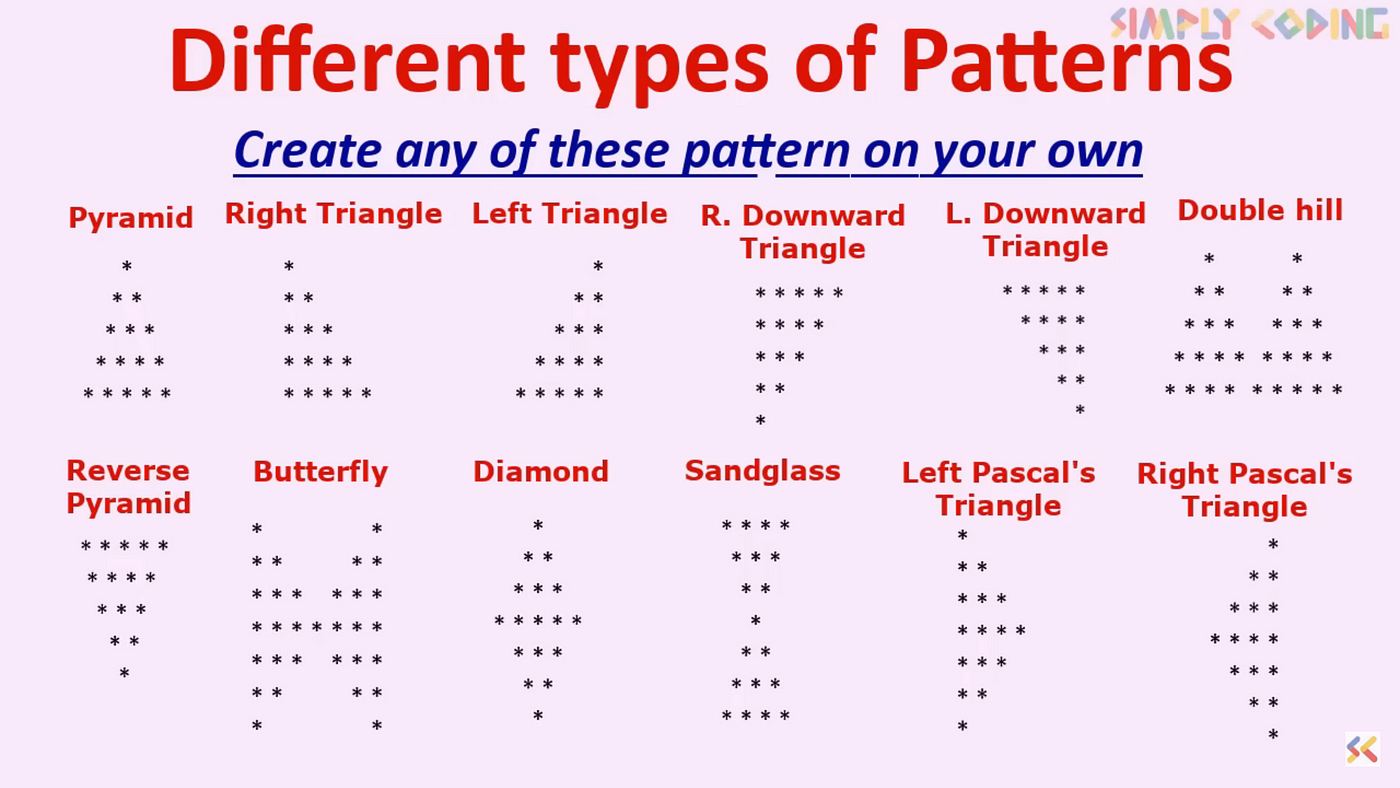 SIMPLY CODING
Different types of Patterns
Create any of these pattern on your own
Pyramid
*
* *
* * *
* * * *
* * * * *
Right Triangle
*
* *
* * *
* * * *
* * * * *
Left Triangle
*
* *
* * *
* * * *
* * * * *
R. Downward
Triangle
* * * * *
* * * *
* * *
* *
*
L. Downward
Triangle
* * * * *
* * * *
* * *
* *
*
Double hill
* *
* * * *
* * * * * *
* * * * * * * *
* * * * * * * * *
Reverse
Pyramid
* * * * *
* * * *
* * *
* *
*
Butterfly
* *
* * * *
* * * * * *
* * * * * * *
* * * * * *
* * * *
* *
Diamond
*
* *
* * *
* * * * *
* * *
* *
*
Sandglass
* * * *
* * *
* *
*
* *
* * *
* * * *
Left Pascal's
Triangle
*
* *
* * *
* * * *
* * *
* *
*
Right Pascal's
Triangle
*
* *
* * *
* * * *
* * *
* *
*